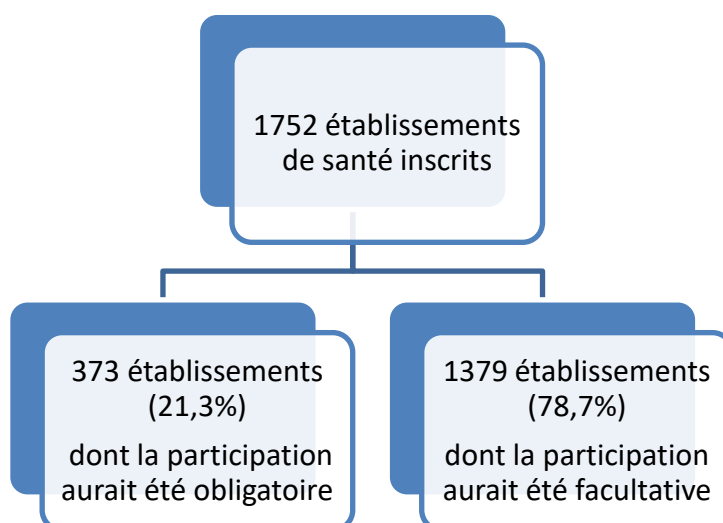 1752 établissements
de santé inscrits
373 établissements
(21,3%)
dont la participation
aurait été obligatoire
1379 établissements
(78,7%)
dont la participation
aurait été facultative